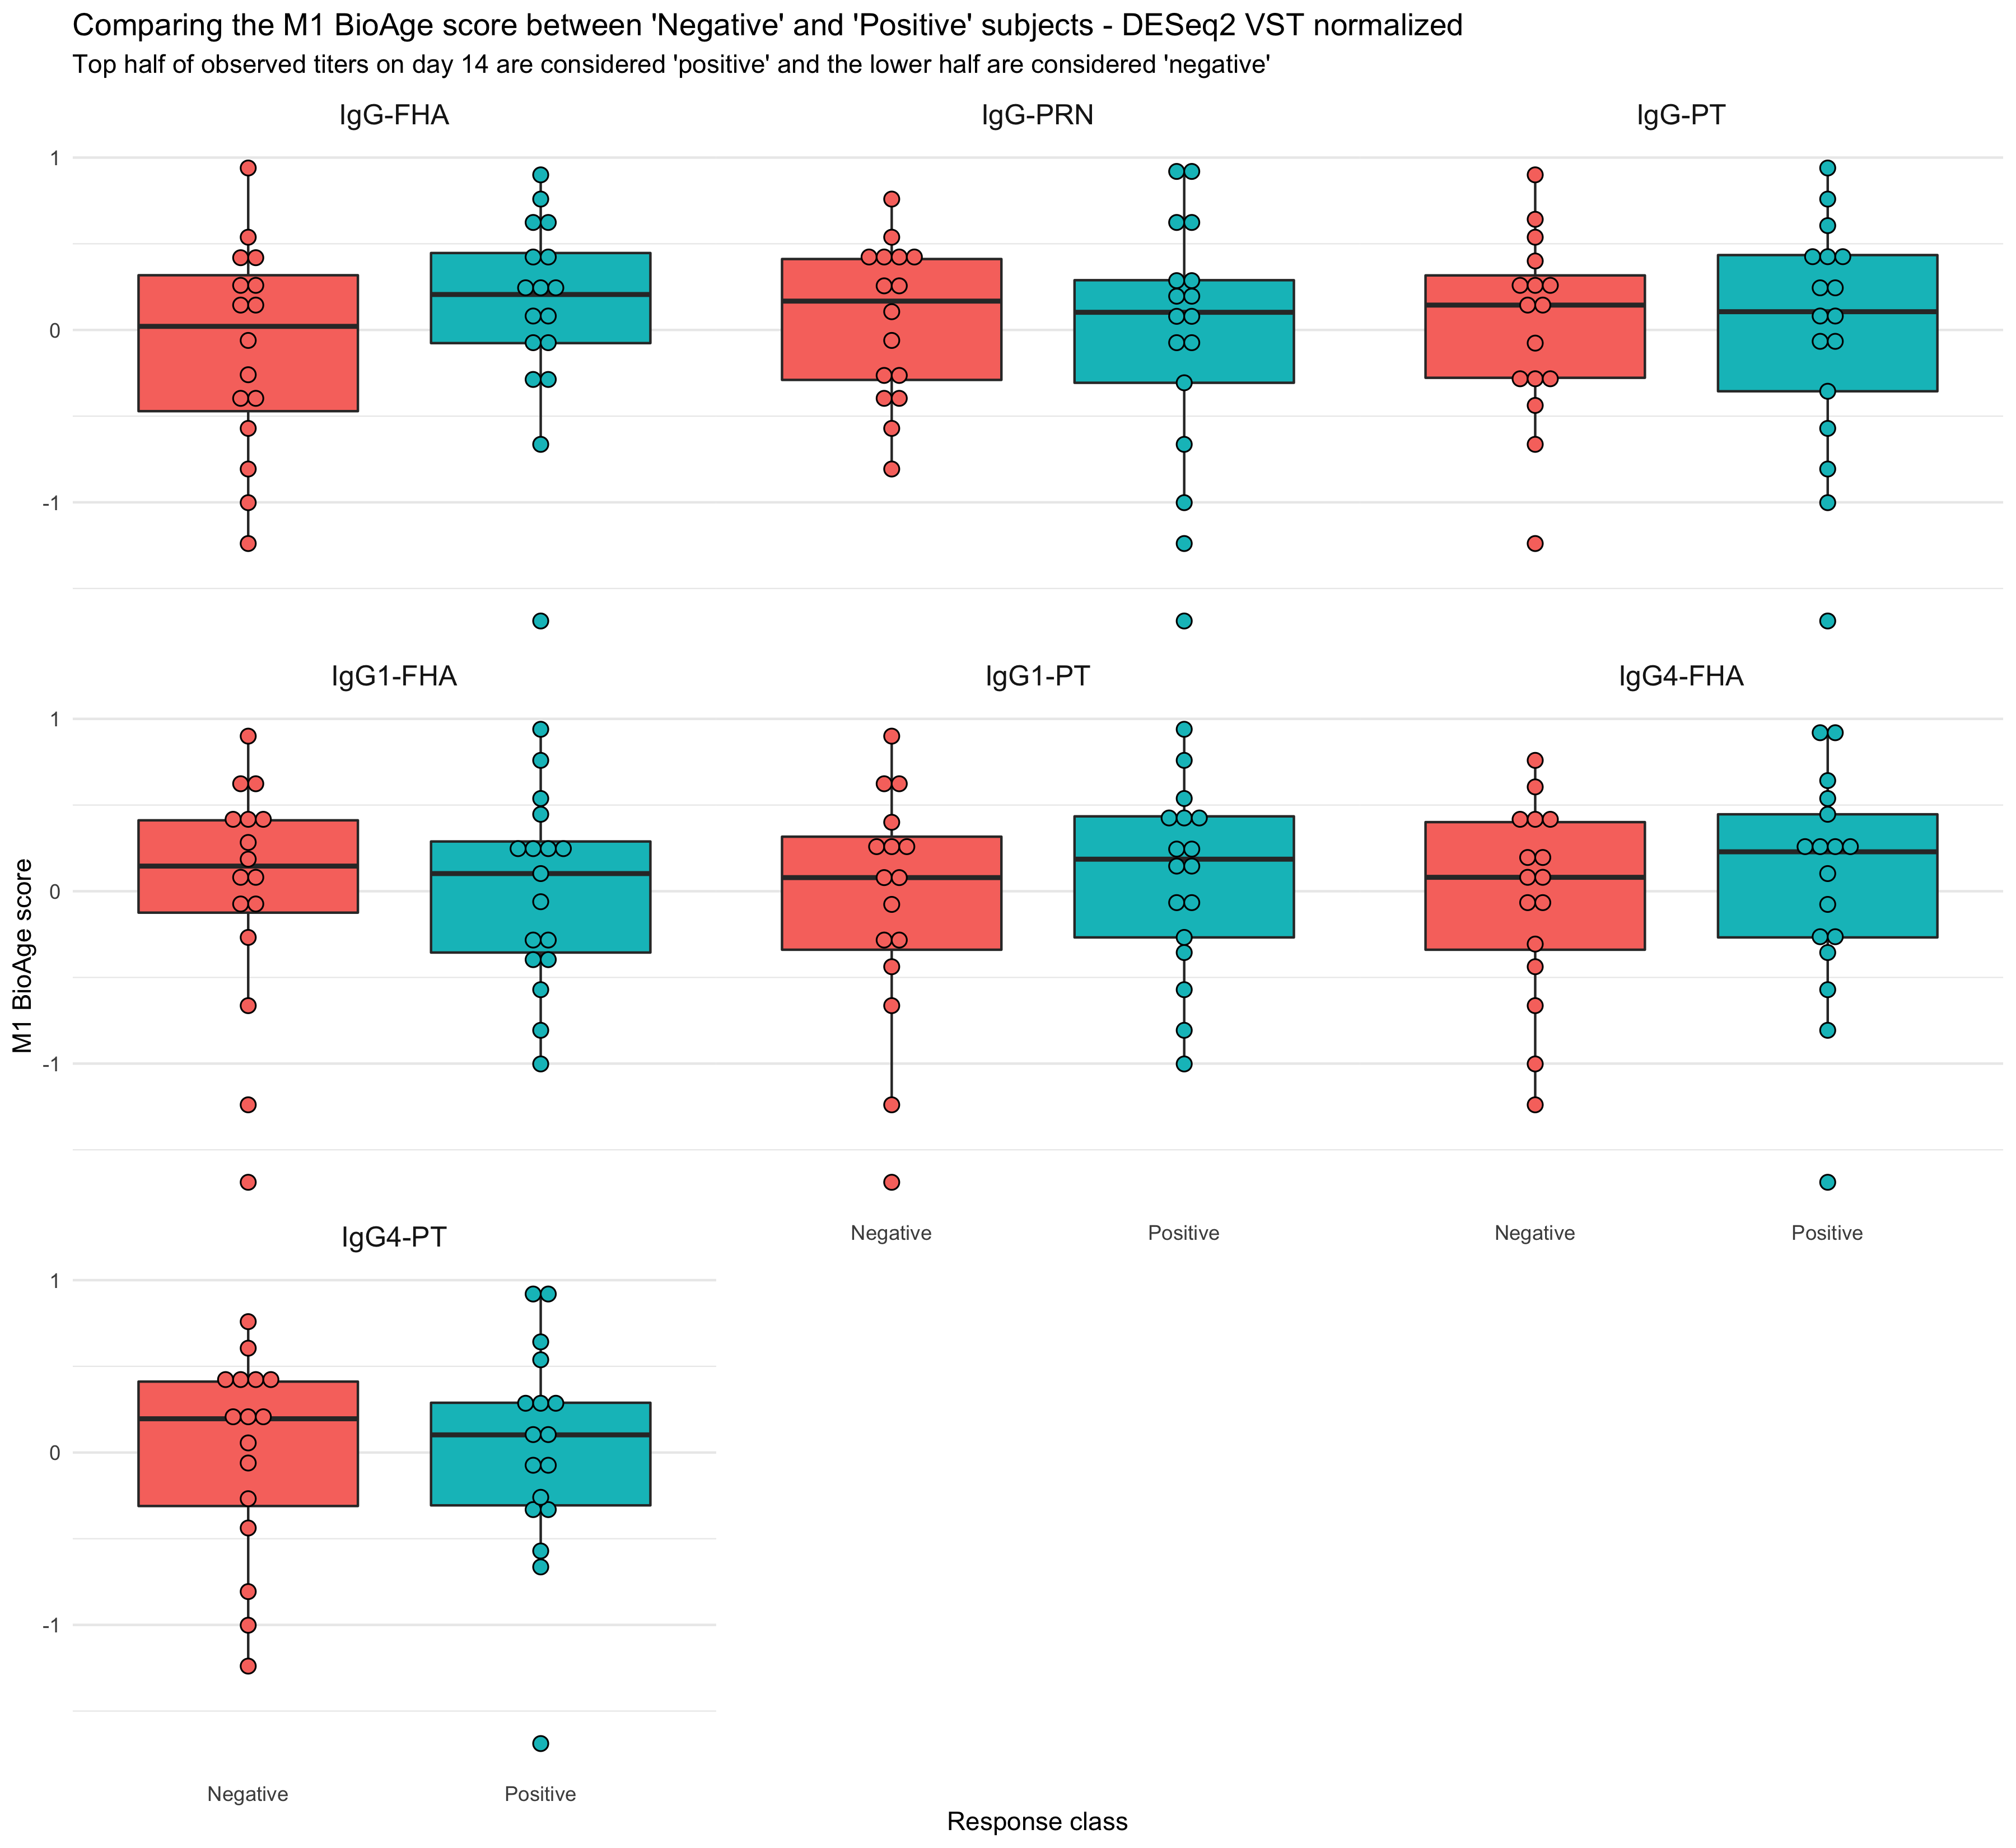 Comparing the M1 BioAge score between 'Negative' and 'Positive' subjects - DESeq2 VST normalized
Top half of observed titers on day 14 are considered 'positive' and the lower half are considered 'negative'
IgG-FHA
IgG-PRN
IgG-PT
1
0
-1
IgG1-FHA
IgG1-PT
IgG4-FHA
1
0
-1
M1 BioAge score
Negative
Positive
Negative
Positive
IgG4-PT
1
0
-1
Negative
Positive
Response class